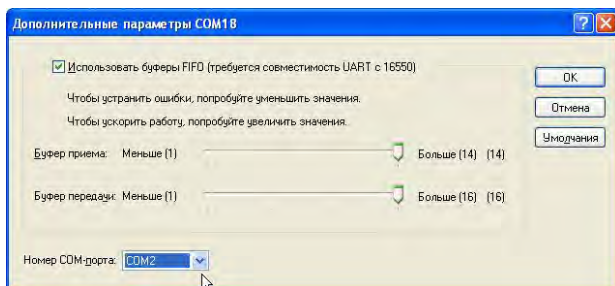 Дополнительные параметры COM18
Использовать буферы FIFO (требуется совместимость UART с 16550)
OK
Чтобы устранить ошибки, попробуйте уменьшить значения.
Отмена
Чтобы ускорить работу, попробуйте увеличить значения.
Умолчания
Буфер приема: Меньше (1) Больше (14) (14)
Буфер передачи: Меньше (1) Больше (16) (16)
Номер COM-порта: COM2